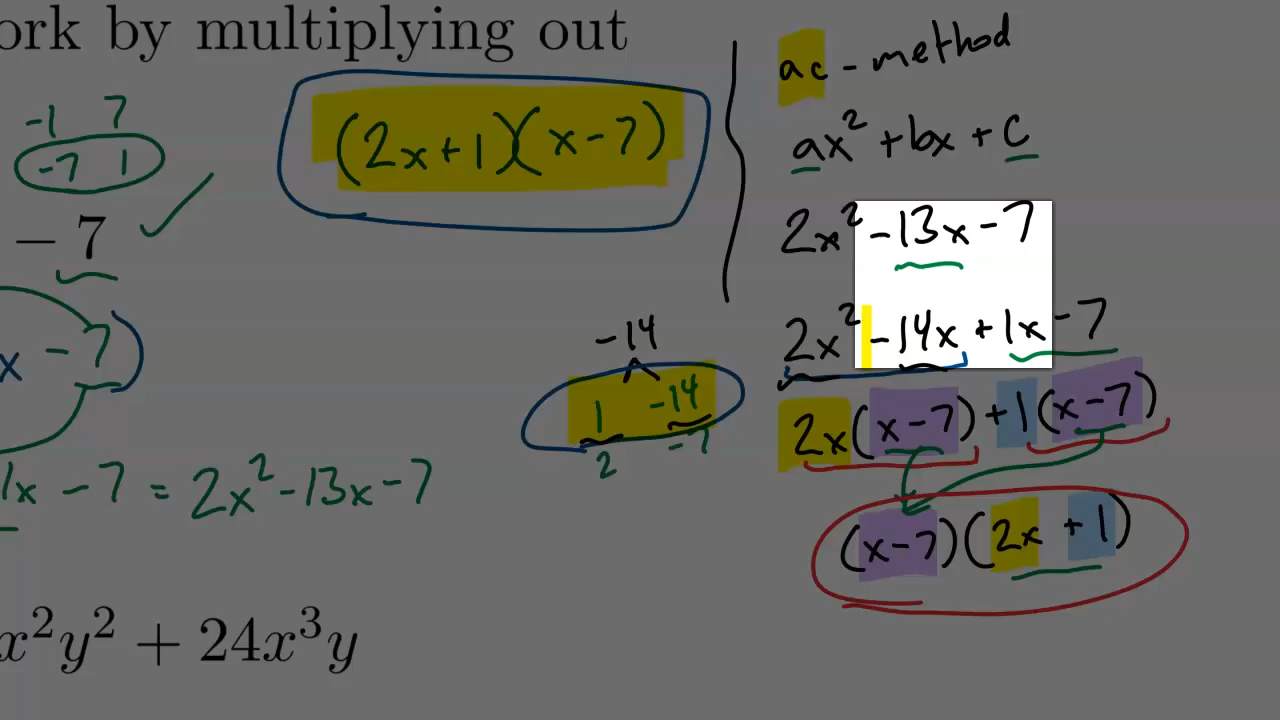 ork by multiplying out
-1 7
-7 1
- 7
x - 7)
1x - 7 = 2x² - 13x - 7
(2x+1)(x-7)
-14
1 -14
2 -7
x²y² + 24x³y
ac - method
ax² + bx + c
2x² - 13x - 7
2x² - 14x + 1x - 7
2x(x-7) + 1(x-7)
(x-7)(2x + 1)